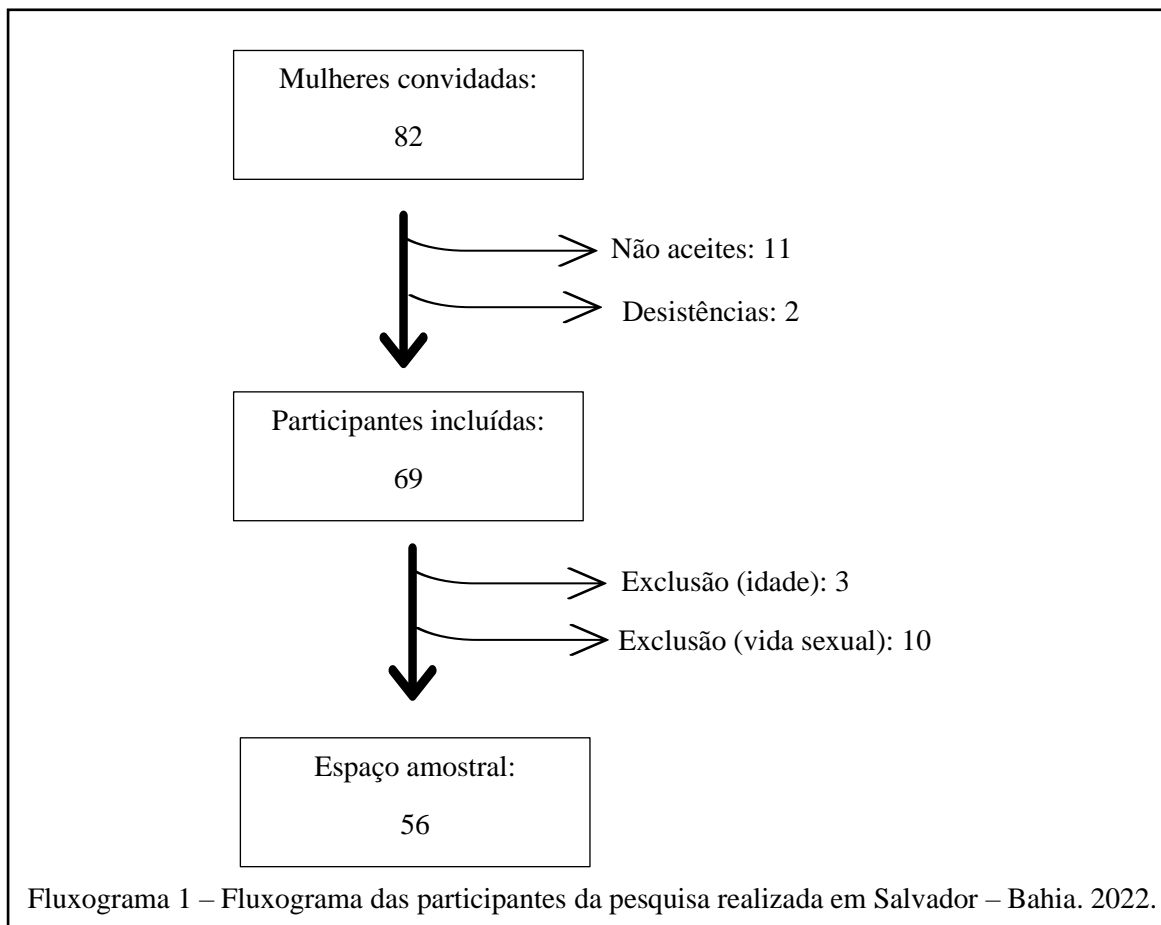 Mulheres convidadas:
82
Não aceites: 11
Desistências: 2
Participantes incluídas:
69
Exclusão (idade): 3
Exclusão (vida sexual): 10
Espaço amostral:
56
Fluxograma 1 – Fluxograma das participantes da pesquisa realizada em Salvador – Bahia. 2022.